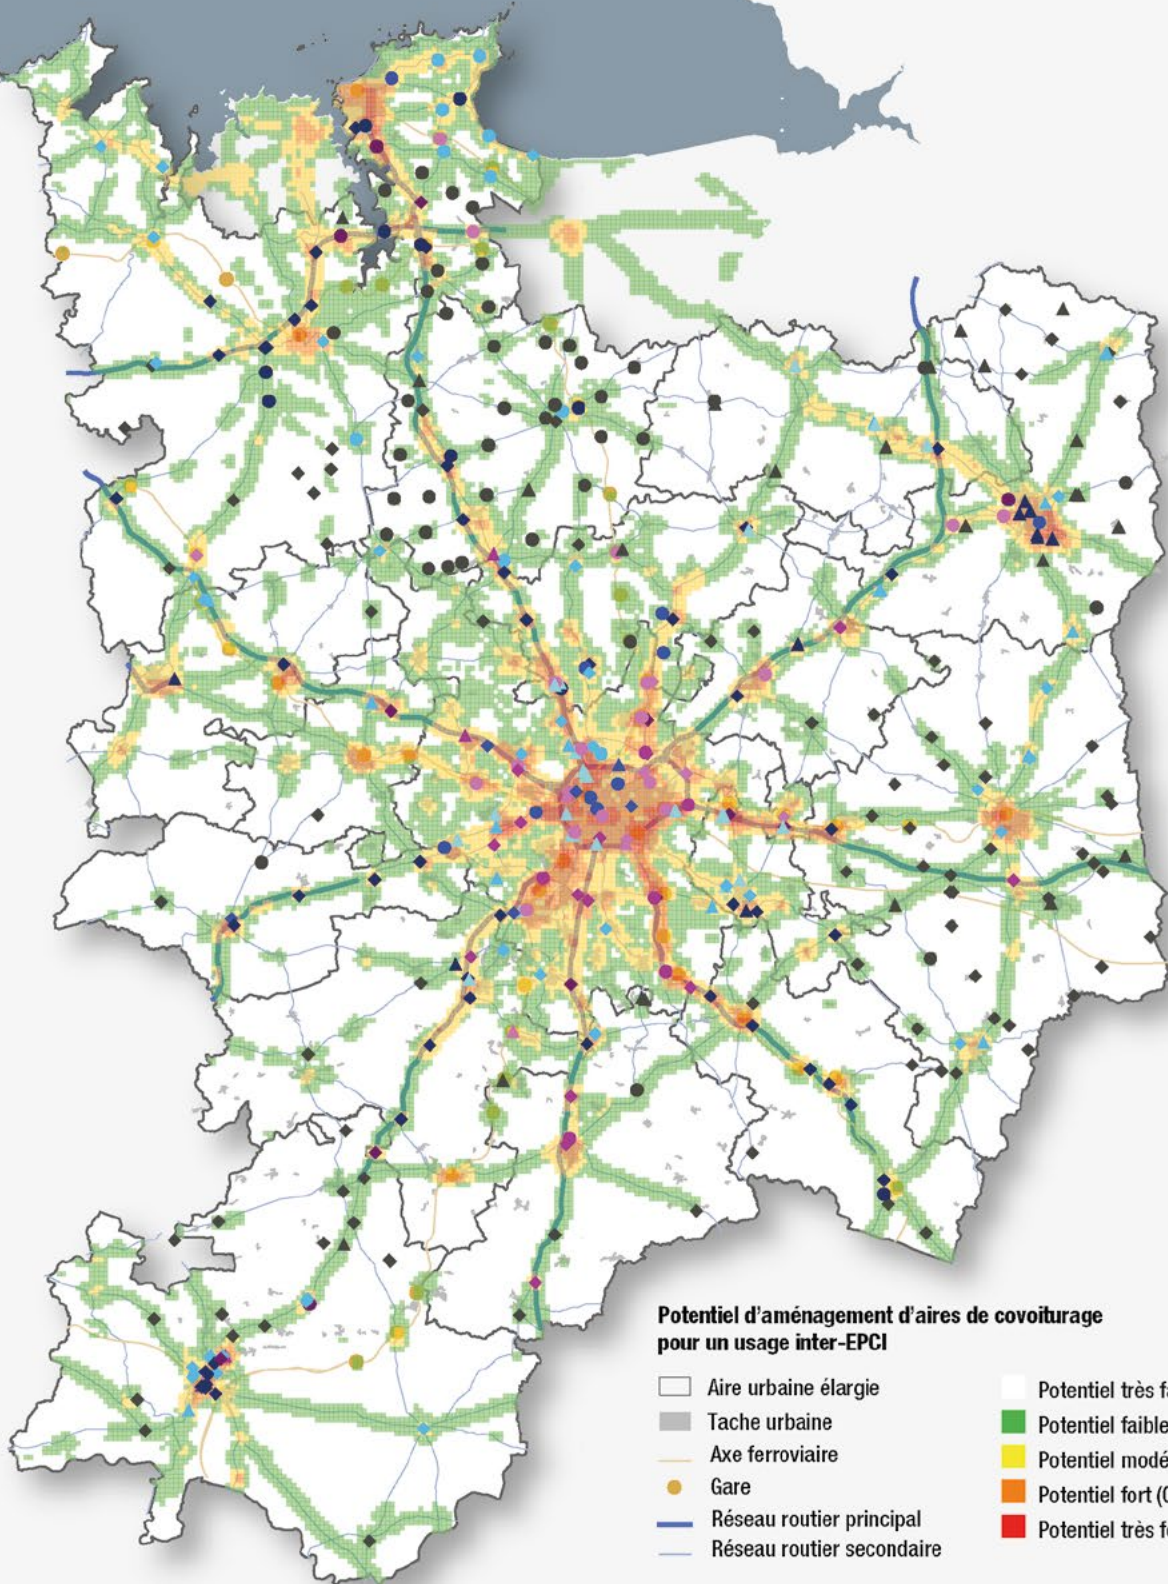 Potentiel d'aménagement d'aires de covoiturage
pour un usage inter-EPCI
Aire urbaine élargie
Tache urbaine
Axe ferroviaire
Gare
Réseau routier principal
Réseau routier secondaire
Potentiel très
Potentiel faible
Potentiel
Potentiel fort
Potentiel très